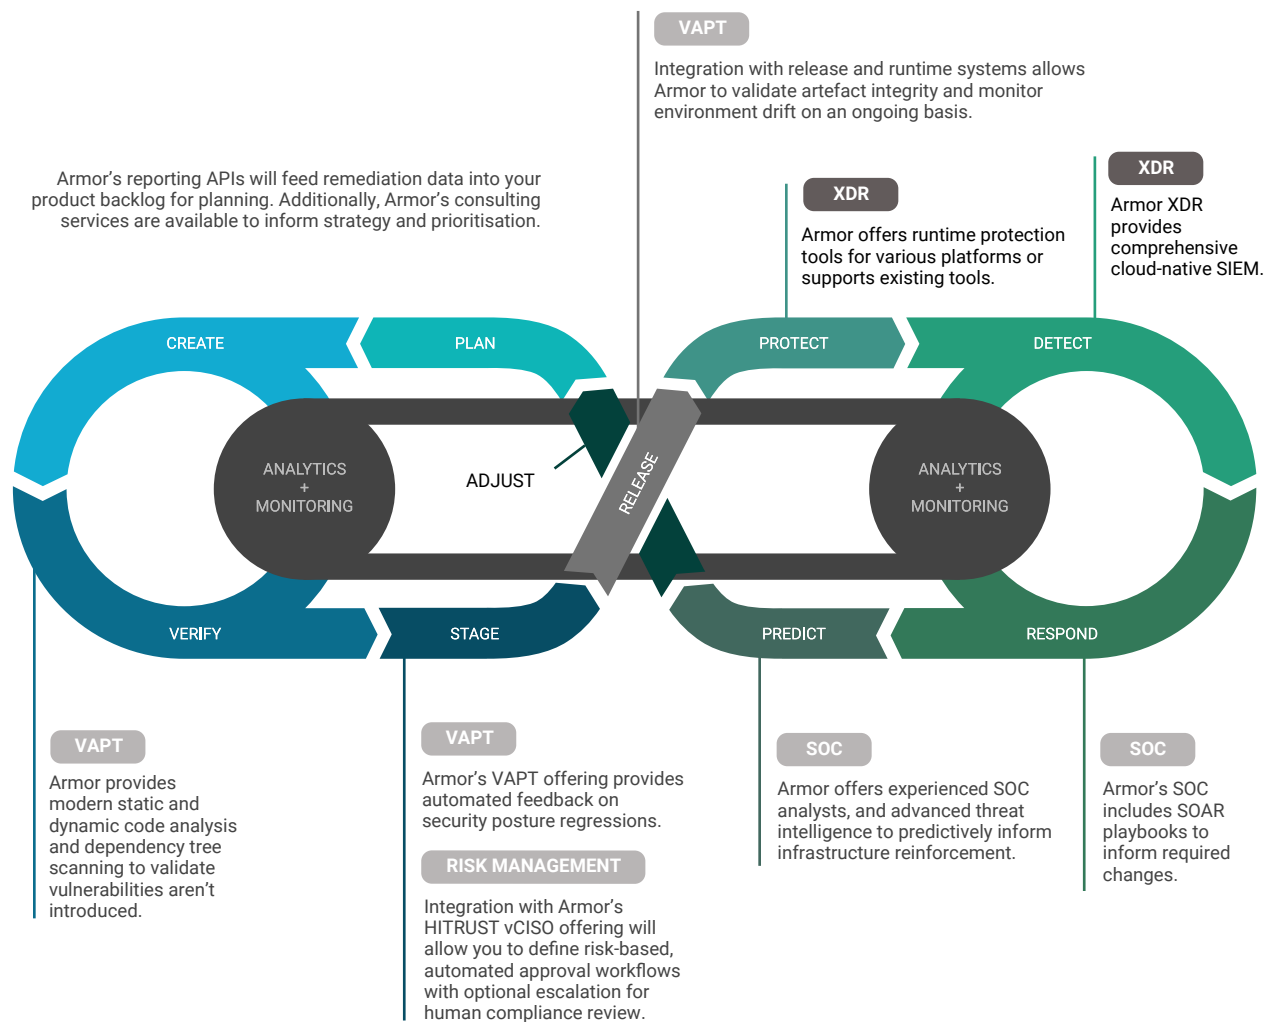 VAPT
Integration with release and runtime systems allows
Armor to validate artefact integrity and monitor
environment drift on an ongoing basis.
Armor’s reporting APIs will feed remediation data into your
product backlog for planning. Additionally, Armor’s consulting
services are available to inform strategy and prioritisation.
XDR
Armor offers runtime protection
tools for various platforms or
supports existing tools.
XDR
Armor XDR
provides
comprehensive
cloud-native SIEM.
CREATE
PLAN
PROTECT
DETECT
ANALYTICS
+
MONITORING
ADJUST
RELEASE
ANALYTICS
+
MONITORING
VERIFY
STAGE
PREDICT
RESPOND
VAPT
Armor provides
modern static and
dynamic code analysis
and dependency tree
scanning to validate
vulnerabilities aren’t
introduced.
VAPT
Armor’s VAPT offering provides
automated feedback on
security posture regressions.
RISK MANAGEMENT
Integration with Armor’s
HITRUST vCISO offering will
allow you to define risk-based,
automated approval workflows
with optional escalation for
human compliance review.
SOC
Armor offers experienced SOC
analysts, and advanced threat
intelligence to predictively inform
infrastructure reinforcement.
SOC
Armor’s SOC
includes SOAR
playbooks to
inform required
changes.